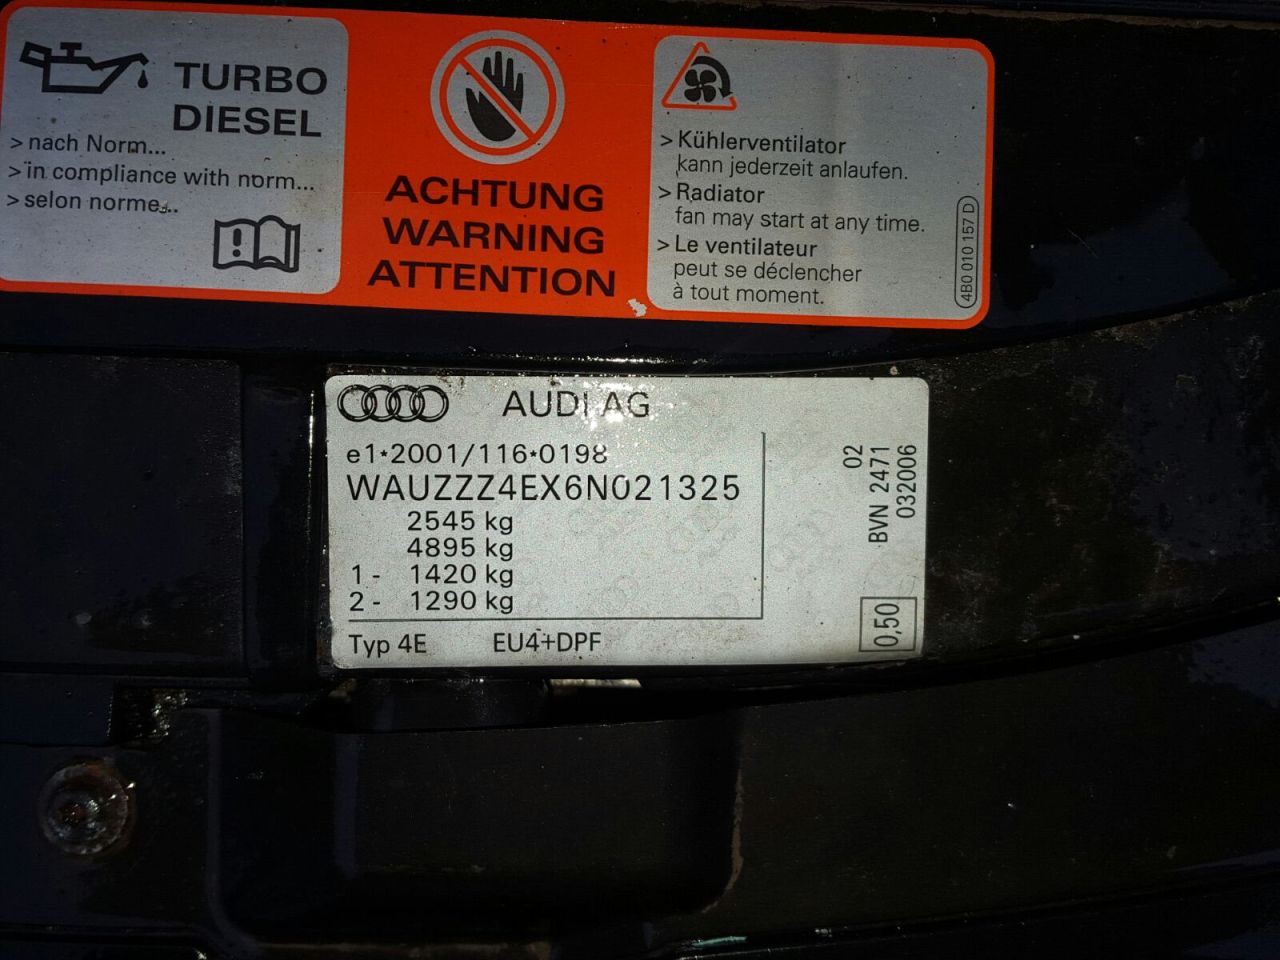 TURBO
DIESEL
> nach Norm...
> in compliance with norm...
> selon norme...
ACHTUNG
WARNING
ATTENTION
> Kühlerventilator
kann jederzeit anlaufen.
> Radiator
fan may start at any time.
> Le ventilateur
peut se déclencher
à tout moment.
4B0 010 157 D
AUDI AG
e1*2001/116*0198
WAUZZZ4EX6N021325
2545 kg
4895 kg
1 - 1420 kg
2 - 1290 kg
Typ 4E EU4+DPF
02
BVN 2471
032006
0,50